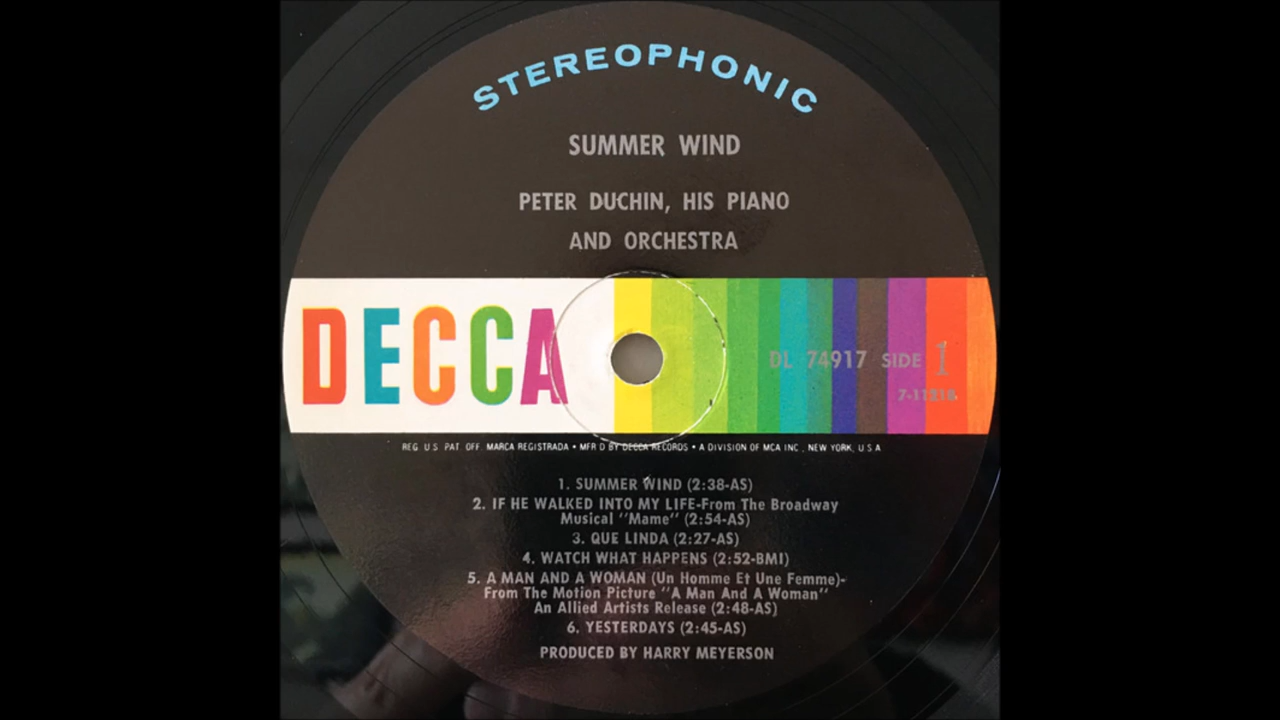 STEREOPHONIC
SUMMER WIND
PETER DUCHIN, HIS PIANO
AND ORCHESTRA
DECCA
DL 74917 SIDE 1
REG. U.S. PAT. OFF. MARCA REGISTRADA • MFR'D BY DECCA RECORDS • A DIVISION OF MCA INC., NEW YORK, U.S.A.
1. SUMMER WIND (2:38-AS)
2. IF HE WALKED INTO MY LIFE-From The Broadway
Musical "Mame" (2:54-AS)
3. QUE LINDA (2:27-AS)
4. WATCH WHAT HAPPENS (2:52-BMI)
5. A MAN AND A WOMAN (Un Homme Et Une Femme)-
From The Motion Picture "A Man And A Woman"
An Allied Artists Release (2:48-AS)
6. YESTERDAYS (2:45-AS)
PRODUCED BY HARRY MEYERSON